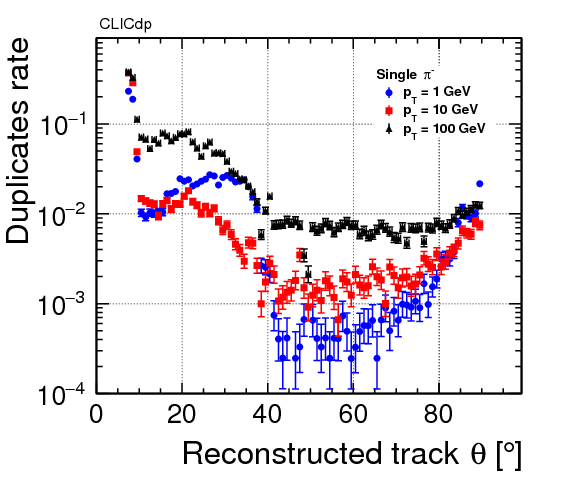 CLICdp
Duplicates rate
Single π⁻
p_T = 1 GeV
p_T = 10 GeV
p_T = 100 GeV
10⁻¹
10⁻²
10⁻³
10⁻⁴
0 20 40 60 80
Reconstructed track θ [°]